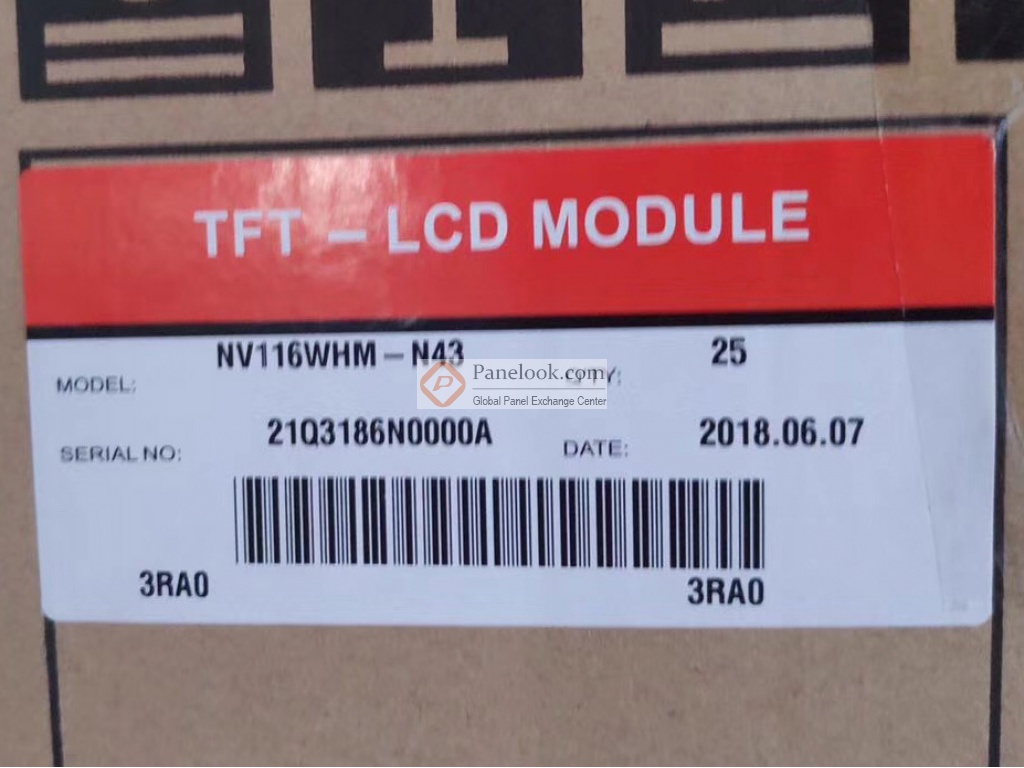 TFT – LCD MODULE
MODEL: NV116WHM – N43 Q'TY: 25
Panelook.com
Global Panel Exchange Center
SERIAL NO: 21Q3186N0000A DATE: 2018.06.07
3RA0 3RA0